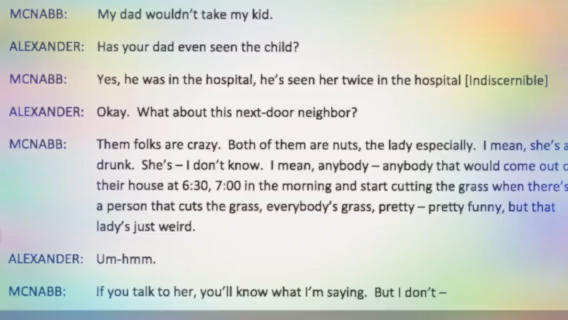 MCNABB: My dad wouldn't take my kid.
ALEXANDER: Has your dad even seen the child?
MCNABB: Yes, he was in the hospital, he's seen her twice in the hospital [Indiscernible]
ALEXANDER: Okay. What about this next-door neighbor?
MCNABB: Them folks are crazy. Both of them are nuts, the lady especially. I mean, she's a
drunk. She's – I don't know. I mean, anybody – anybody that would come out o
their house at 6:30, 7:00 in the morning and start cutting the grass when there's
a person that cuts the grass, everybody's grass, pretty – pretty funny, but that
lady's just weird.
ALEXANDER: Um-hmm.
MCNABB: If you talk to her, you'll know what I'm saying. But I don't –